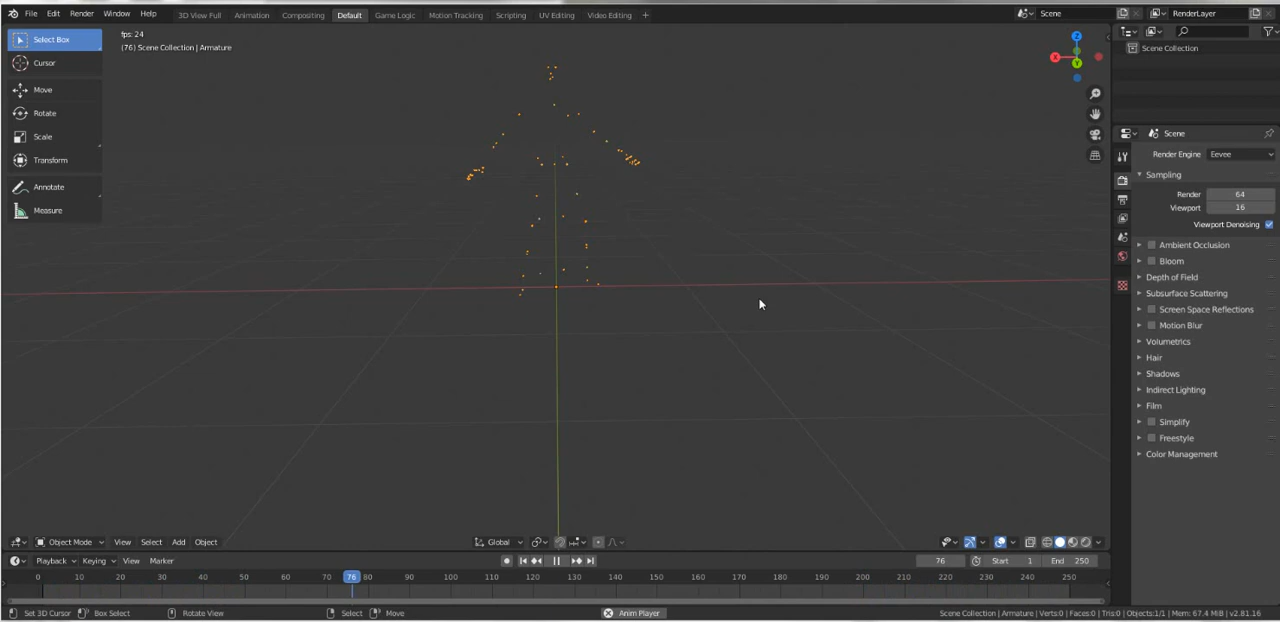 File Edit Render Window Help 3D View Full Animation Compositing Default Game Logic Motion Tracking Scripting UV Editing Video Editing + Scene RenderLayer
Select Box
Cursor
Move
Rotate
Scale
Transform
Annotate
Measure
fps: 24
(76) Scene Collection | Armature
Z
X
Y
Scene Collection
Scene
Render Engine Eevee
Sampling
Render 64
Viewport 16
Viewport Denoising
Ambient Occlusion
Bloom
Depth of Field
Subsurface Scattering
Screen Space Reflections
Motion Blur
Volumetrics
Hair
Shadows
Indirect Lighting
Film
Simplify
Freestyle
Color Management
Object Mode View Select Add Object Global
Playback Keying View Marker 76 Start 1 End 250
0 10 20 30 40 50 60 70 76 80 90 100 110 120 130 140 150 160 170 180 190 200 210 220 230 240 250
Set 3D Cursor Box Select Rotate View Select Move Anim Player Scene Collection | Armature | Verts:0 | Faces:0 | Tris:0 | Objects:1/1 | Mem: 67.4 MiB | v2.81.16